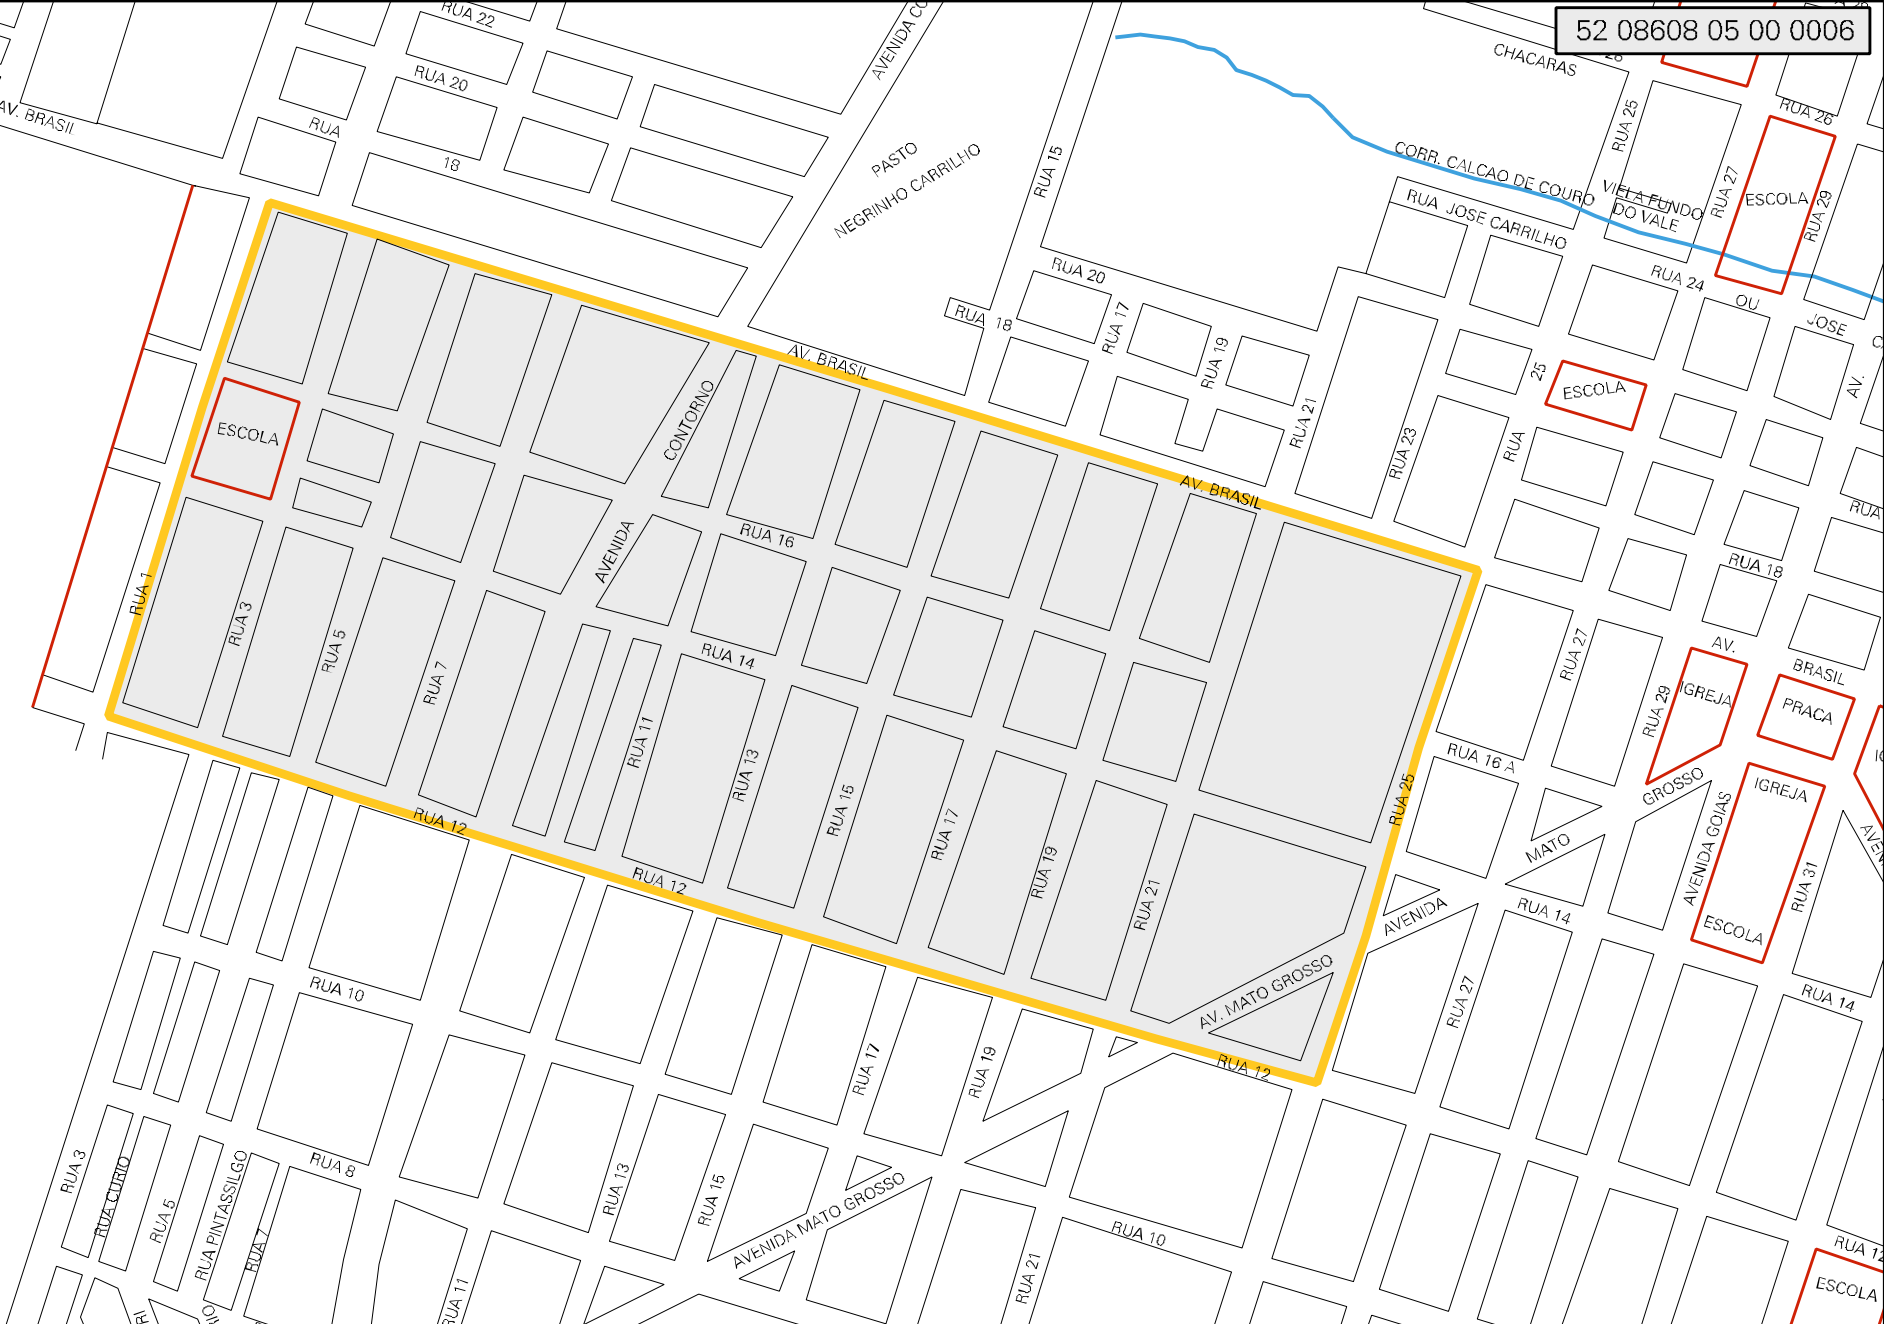 52 08608 05 00 0006
RUA 22
AVENIDA
CHACARAS
RUA 20
RUA 25
RUA 26
AV. BRASIL
RUA
18
PASTO
NEGRINHO CARRILHO
RUA 15
CORR. CALCAO DE COURO
VIELA FUNDO
DO VALE
RUA 27
ESCOLA
RUA 29
RUA JOSE CARRILHO
RUA 20
RUA 24
OU
JOSE
RUA 18
RUA 17
RUA 19
AV. BRASIL
25
ESCOLA
AV.
CONTORNO
RUA 21
RUA 23
RUA
ESCOLA
AV. BRASIL
RUA
AVENIDA
RUA 16
RUA 18
RUA 1
RUA 3
RUA 5
RUA 7
RUA 14
RUA 27
AV.
BRASIL
IGREJA
PRACA
RUA 29
RUA 11
RUA 13
RUA 15
RUA 17
RUA 19
RUA 21
RUA 25
RUA 16 A
GROSSO
IGREJA
AVENIDA GOIAS
RUA 12
MATO
RUA 12
AVENIDA
RUA 14
RUA 31
ESCOLA
AV. MATO GROSSO
RUA 10
RUA 27
RUA 14
RUA 12
RUA 17
RUA 19
RUA 3
RUA CURIO
RUA 5
RUA PINTASSILGO
RUA 7
RUA 8
RUA 13
RUA 15
AVENIDA MATO GROSSO
RUA 10
RUA 21
RUA 11
RUA 12
ESCOLA